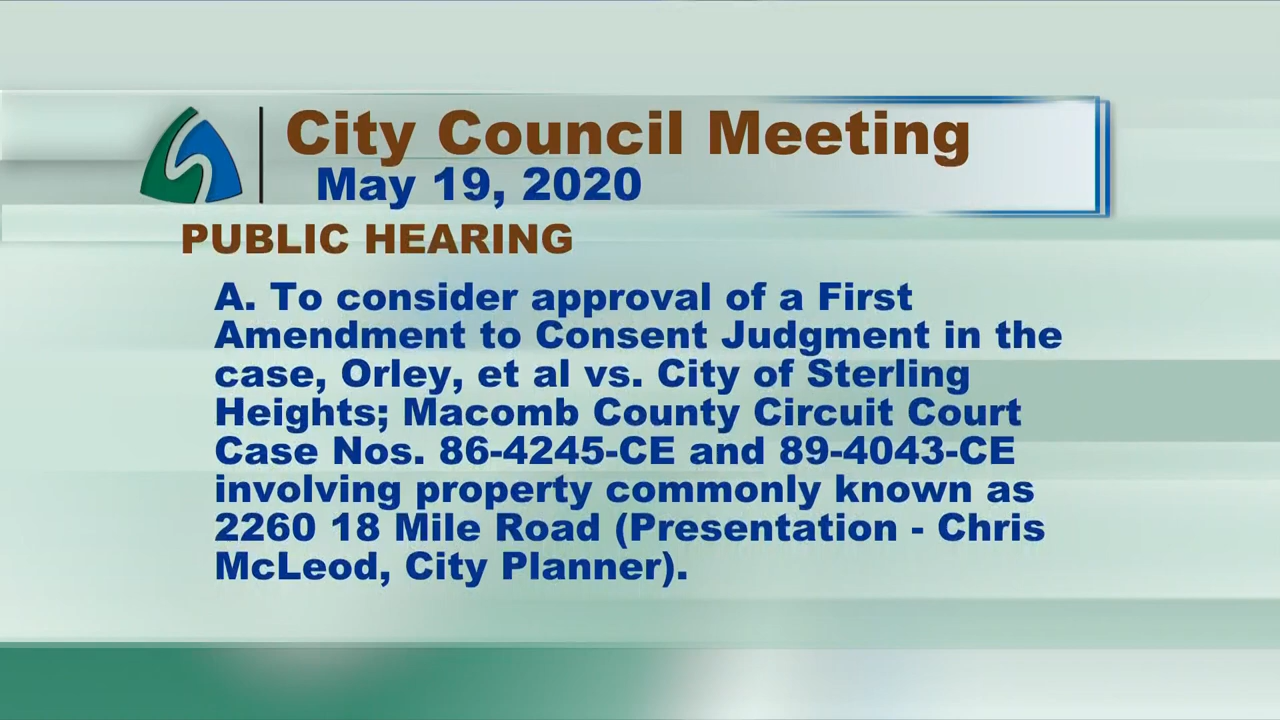 City Council Meeting
May 19, 2020
PUBLIC HEARING
A. To consider approval of a First
Amendment to Consent Judgment in the
case, Orley, et al vs. City of Sterling
Heights; Macomb County Circuit Court
Case Nos. 86-4245-CE and 89-4043-CE
involving property commonly known as
2260 18 Mile Road (Presentation - Chris
McLeod, City Planner).